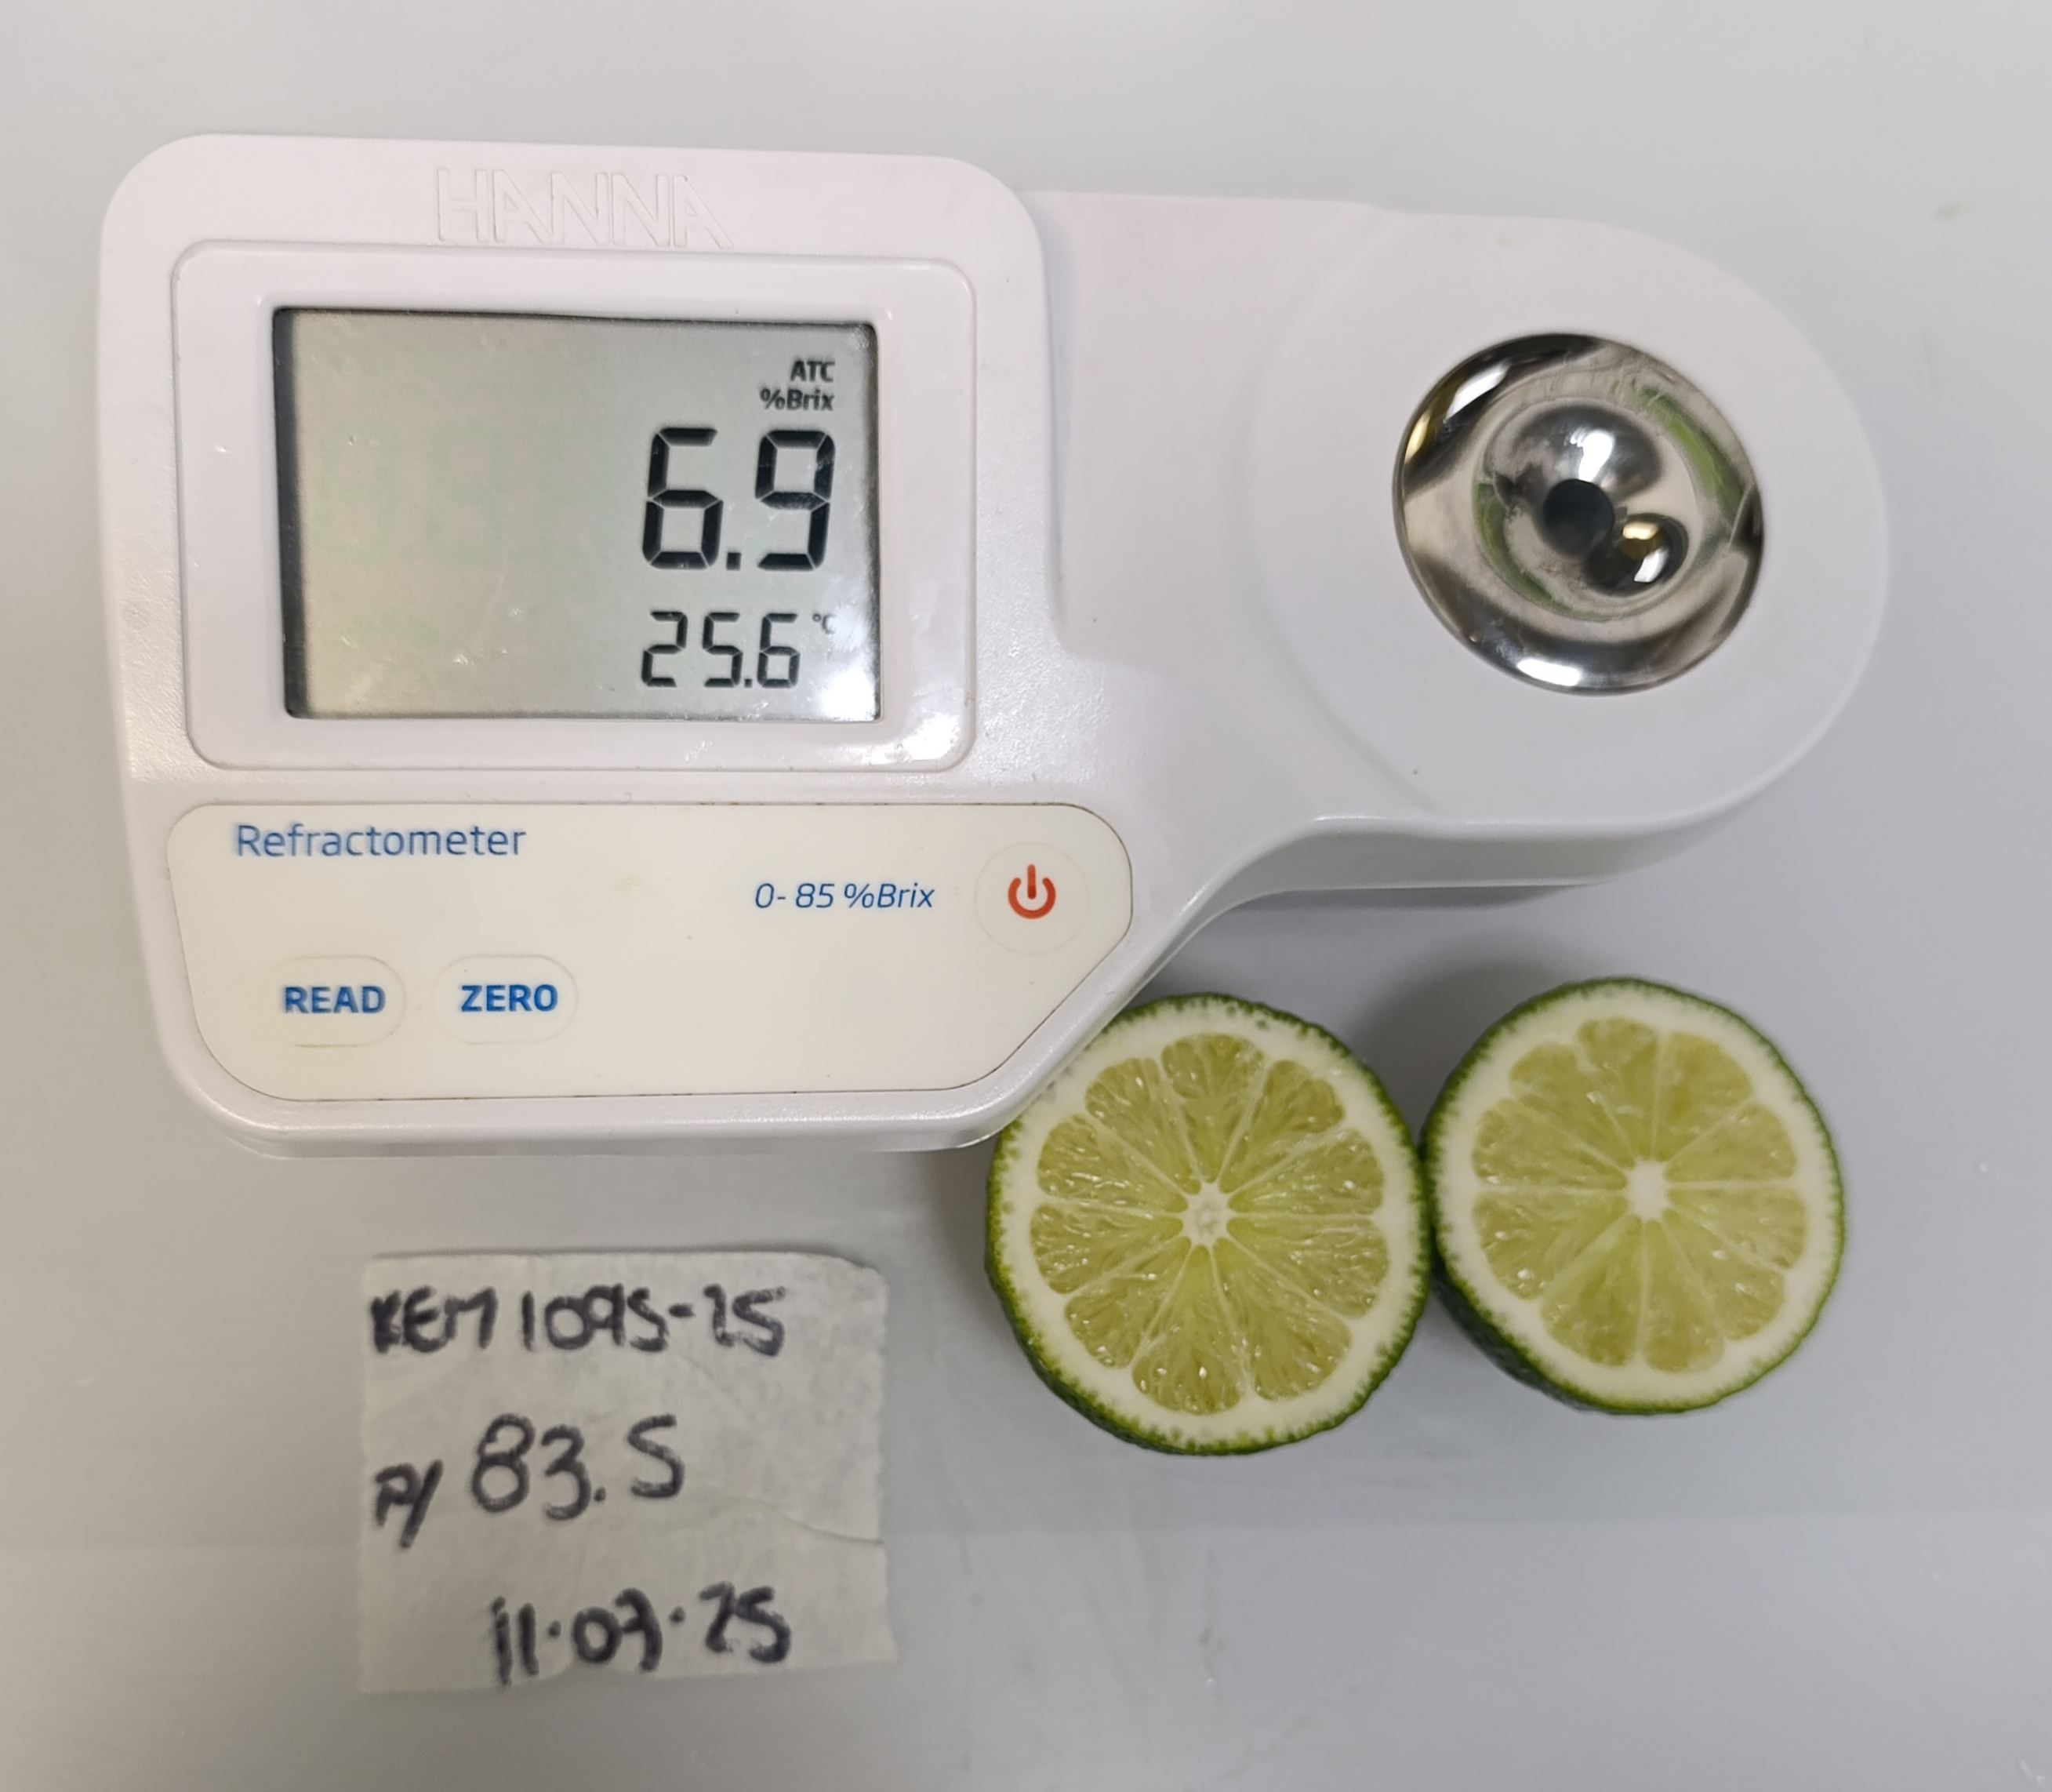 HANNA
ATC
%Brix
6.9
25.6 °C
Refractometer
0-85 %Brix
READ
ZERO
KEM 1095-25
P/ 83.5
11.03.25